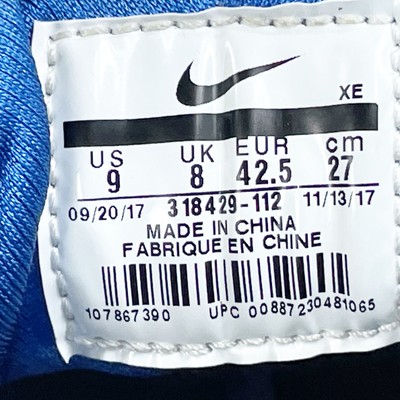 XE
US UK EUR cm
9 8 42.5 27
09/20/17 318429-112 11/13/17
MADE IN CHINA
FABRIQUE EN CHINE
107867390 UPC 00887230481065